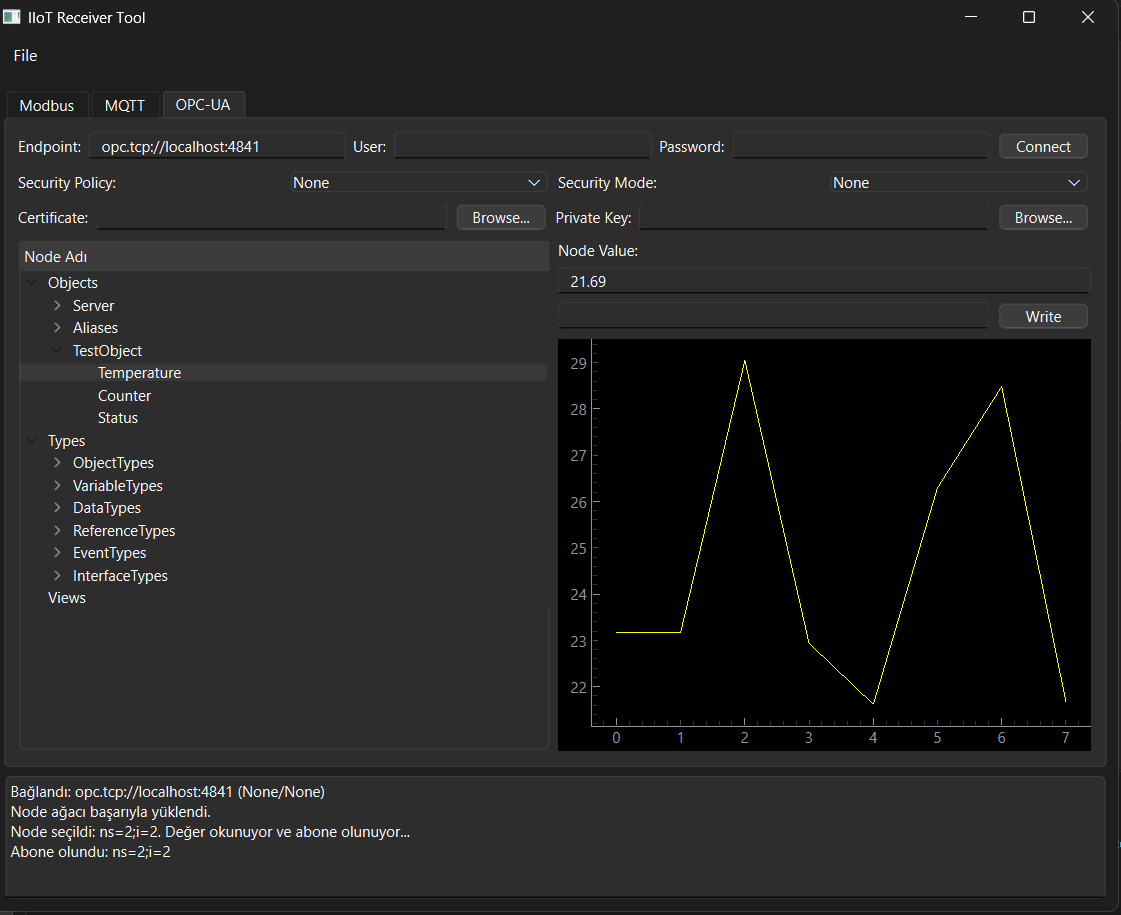 IIoT Receiver Tool
File
Modbus MQTT OPC-UA
Endpoint: opc.tcp://localhost:4841 User: Password: Connect
Security Policy: None Security Mode: None
Certificate: Browse... Private Key: Browse...
Node Adı
Objects
Server
Aliases
TestObject
Temperature
Counter
Status
Types
ObjectTypes
VariableTypes
DataTypes
ReferenceTypes
EventTypes
InterfaceTypes
Views
Node Value:
21.69
Write
29
28
27
26
25
24
23
22
0 1 2 3 4 5 6 7
Bağlandı: opc.tcp://localhost:4841 (None/None)
Node ağacı başarıyla yüklendi.
Node seçildi: ns=2;i=2. Değer okunuyor ve abone olunuyor...
Abone olundu: ns=2;i=2